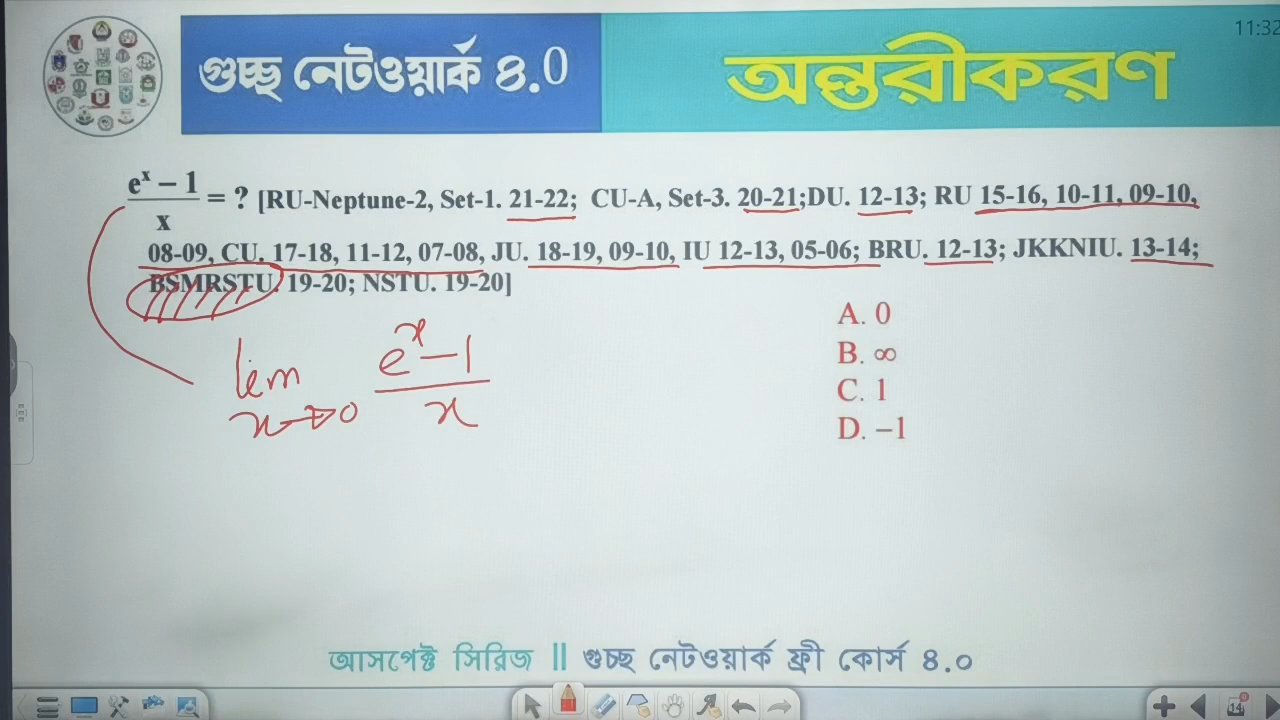 11:32
গুচ্ছ নেটওয়ার্ক ৪.0
অন্তরীকরণ
e^x − 1 / x = ? [RU-Neptune-2, Set-1. 21-22; CU-A, Set-3. 20-21;DU. 12-13; RU 15-16, 10-11, 09-10,
08-09, CU. 17-18, 11-12, 07-08, JU. 18-19, 09-10, IU 12-13, 05-06; BRU. 12-13; JKKNIU. 13-14;
BSMRSTU. 19-20; NSTU. 19-20]
lim x→0 e^x−1 / x
A. 0
B. ∞
C. 1
D. −1
আসপেক্ট সিরিজ || গুচ্ছ নেটওয়ার্ক ফ্রী কোর্স ৪.০
14